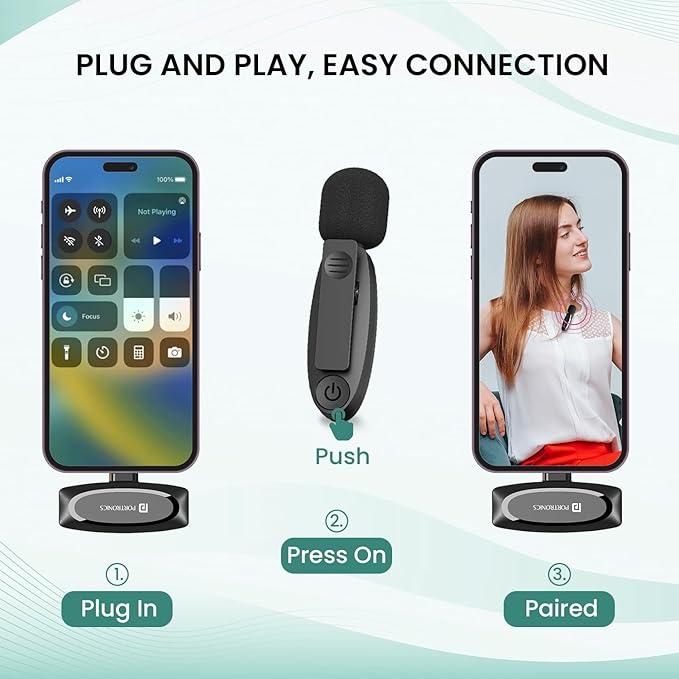 PLUG AND PLAY, EASY CONNECTION
100%
Not Playing
Focus
Push
PORTRONICS
PORTRONICS
1.
Plug In
2.
Press On
3.
Paired